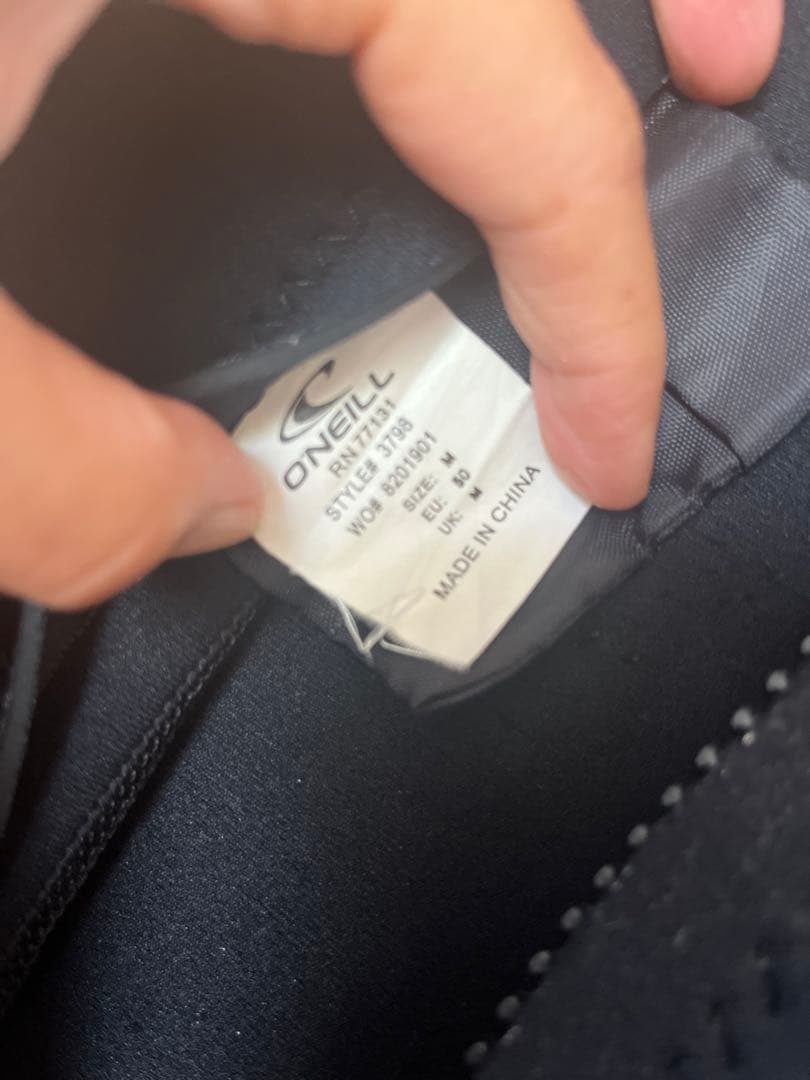 ONEILL
RN 77131
STYLE# 3798
WO# 8201901
SIZE: M
EU: 50
UK: M
MADE IN CHINA